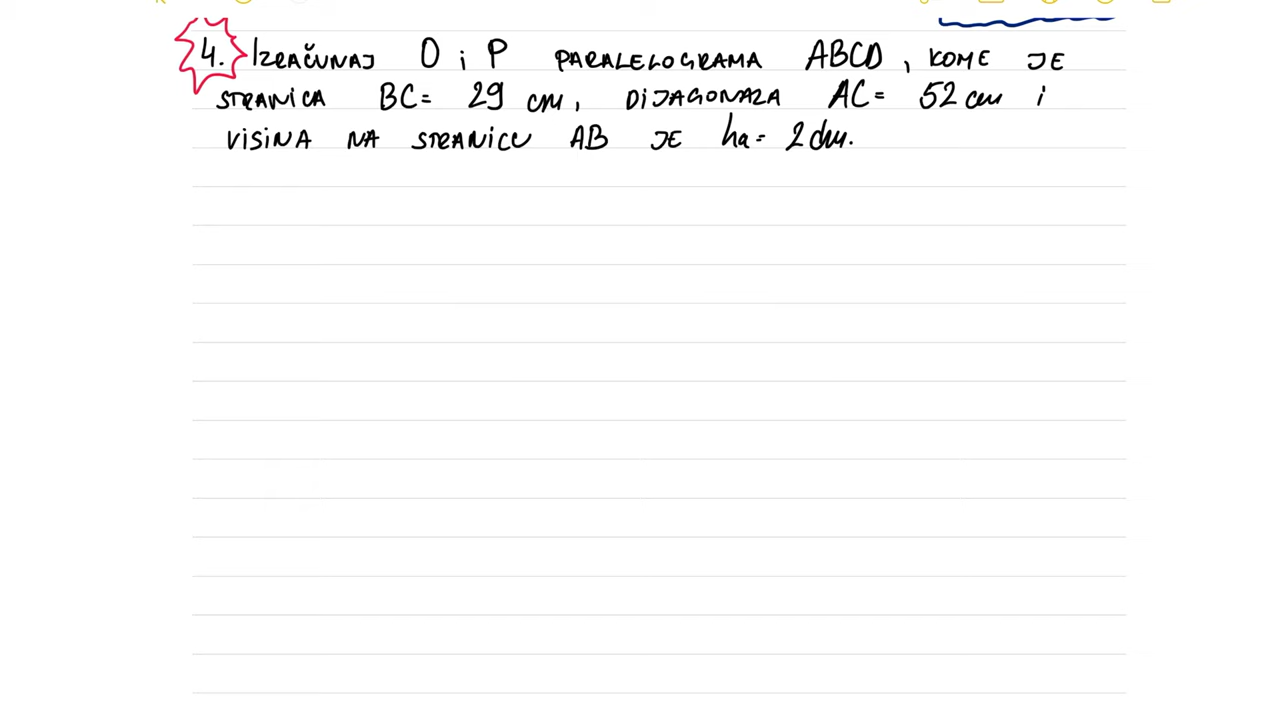 4. IZRAČUNAJ O i P PARALELOGRAMA ABCD, KOME JE
STRANICA BC= 29 cm, DIJAGONALA AC= 52 cm i
VISINA NA STRANICU AB JE ha= 2 dm.